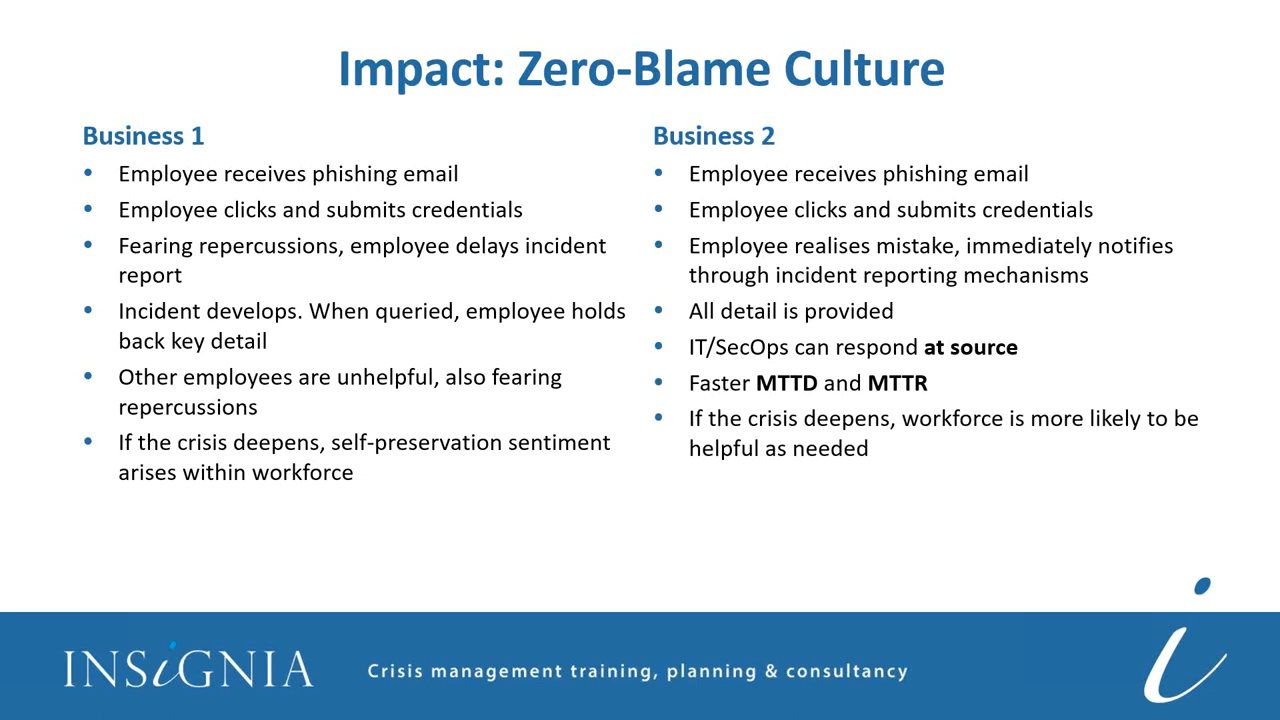 Impact: Zero-Blame Culture
Business 1
• Employee receives phishing email
• Employee clicks and submits credentials
• Fearing repercussions, employee delays incident
report
• Incident develops. When queried, employee holds
back key detail
• Other employees are unhelpful, also fearing
repercussions
• If the crisis deepens, self-preservation sentiment
arises within workforce
Business 2
• Employee receives phishing email
• Employee clicks and submits credentials
• Employee realises mistake, immediately notifies
through incident reporting mechanisms
• All detail is provided
• IT/SecOps can respond at source
• Faster MTTD and MTTR
• If the crisis deepens, workforce is more likely to be
helpful as needed
INSiGNIA
Crisis management training, planning & consultancy
i